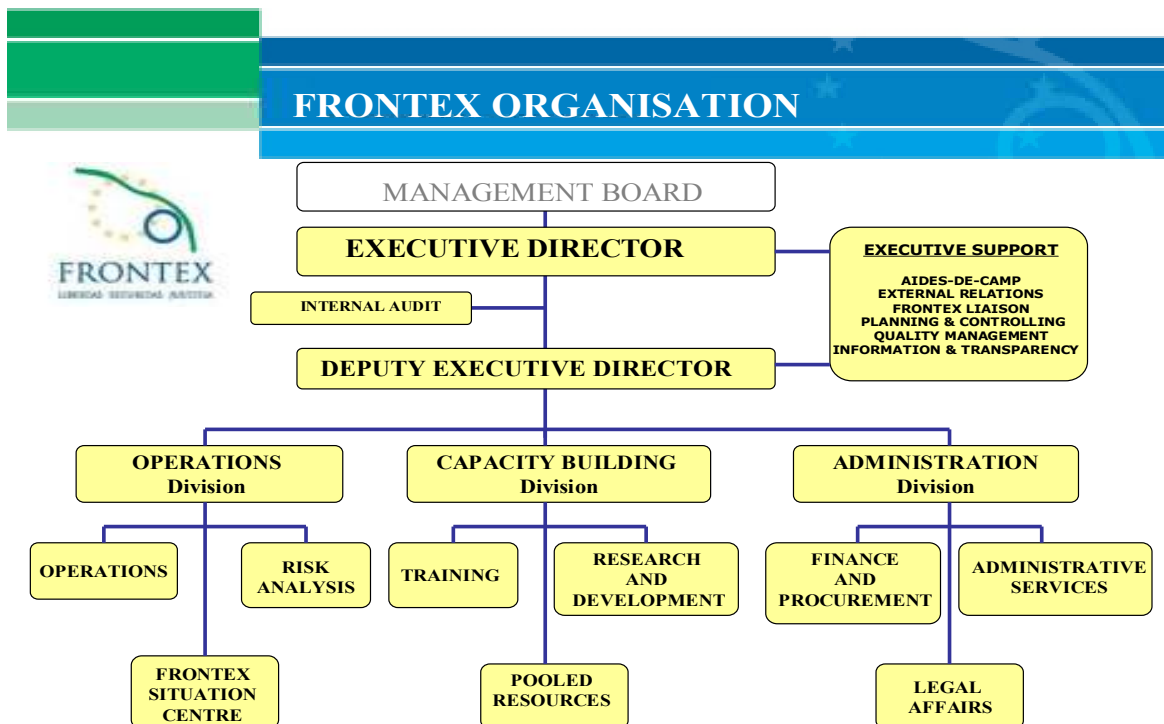 FRONTEX ORGANISATION
FRONTEX
MANAGEMENT BOARD
EXECUTIVE DIRECTOR
EXECUTIVE SUPPORT
AIDES-DE-CAMP
EXTERNAL RELATIONS
FRONTEX LIAISON
PLANNING & CONTROLLING
QUALITY MANAGEMENT
INFORMATION & TRANSPARENCY
INTERNAL AUDIT
DEPUTY EXECUTIVE DIRECTOR
OPERATIONS
Division
CAPACITY BUILDING
Division
ADMINISTRATION
Division
OPERATIONS
RISK
ANALYSIS
TRAINING
RESEARCH
AND
DEVELOPMENT
FINANCE
AND
PROCUREMENT
ADMINISTRATIVE
SERVICES
FRONTEX
SITUATION
CENTRE
POOLED
RESOURCES
LEGAL
AFFAIRS